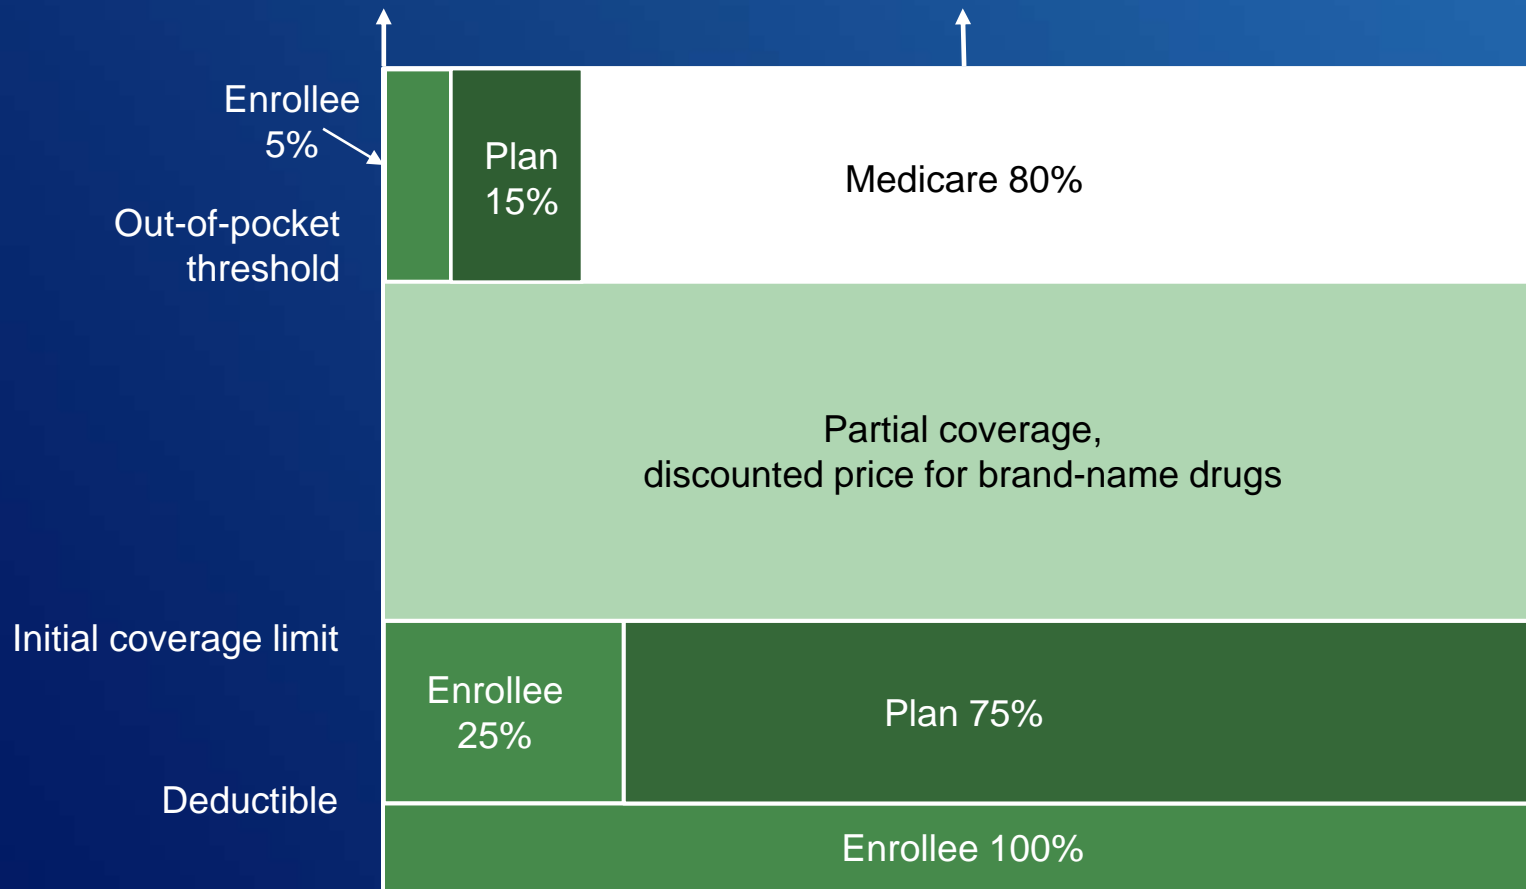 Enrollee
5%
Plan
15%
Medicare 80%
Out-of-pocket
threshold
Partial coverage,
discounted price for brand-name drugs
Initial coverage limit
Enrollee
25%
Plan 75%
Deductible
Enrollee 100%